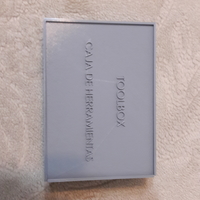 TOOLBOX
CAJA DE HERRAMIENTAS